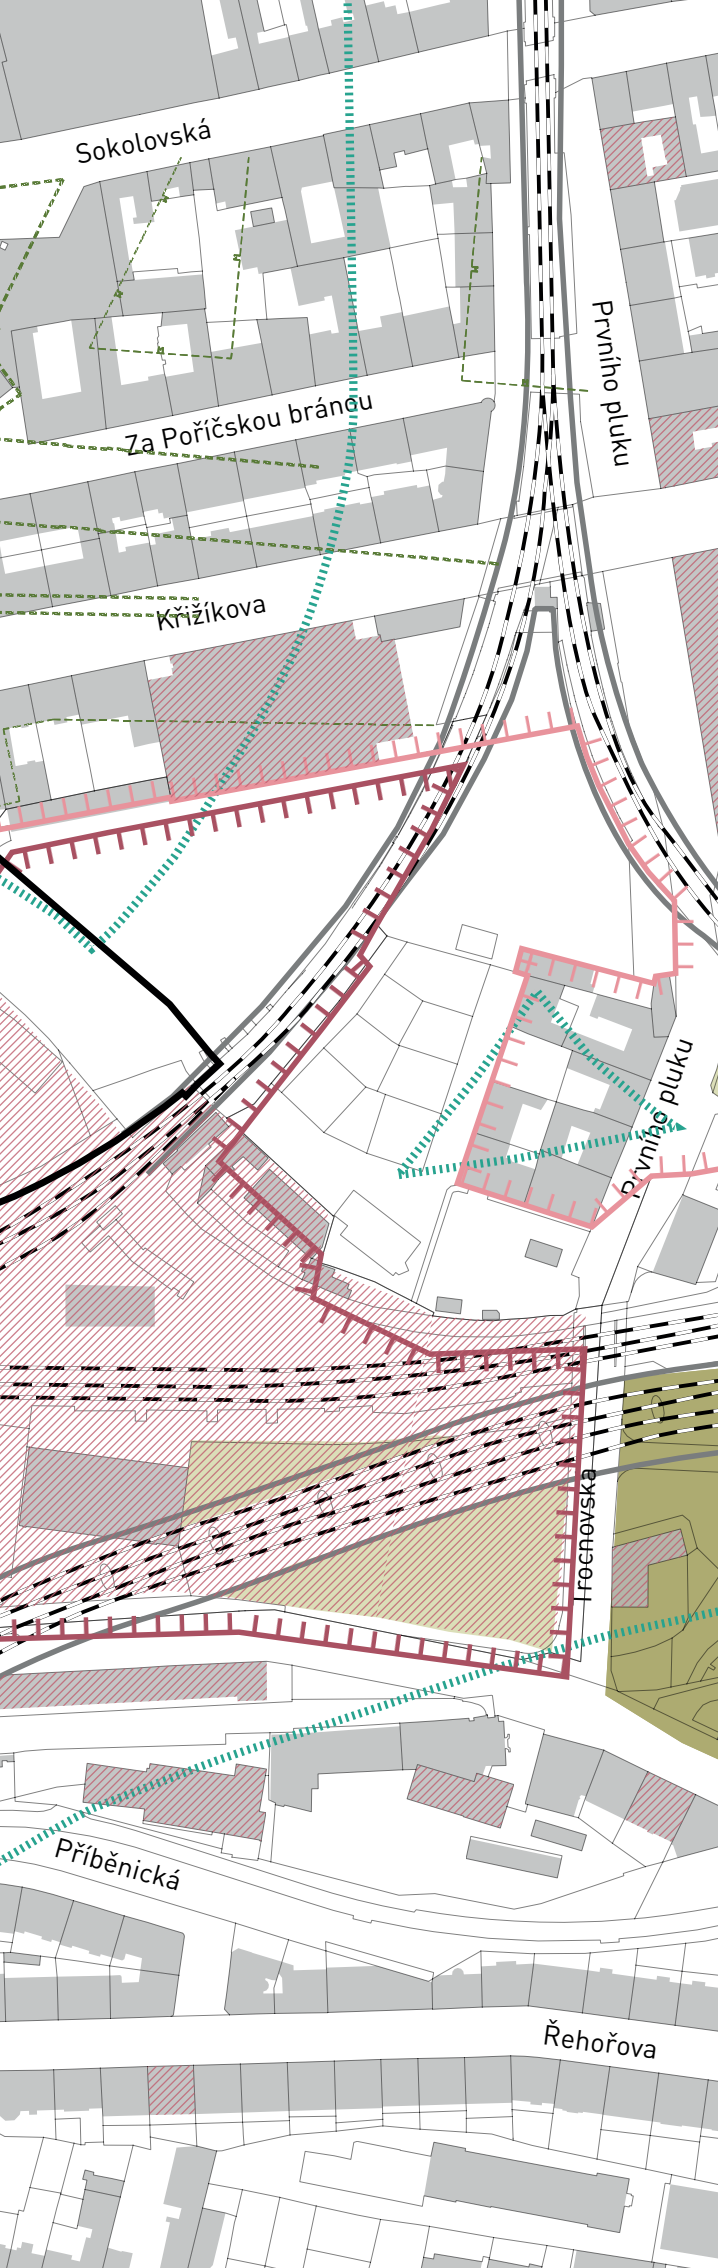 Sokolovská
Prvního pluku
Za Poříčskou bránou
Křižíkova
Prvního pluku
Trocnovská
Příběnická
Řehořova